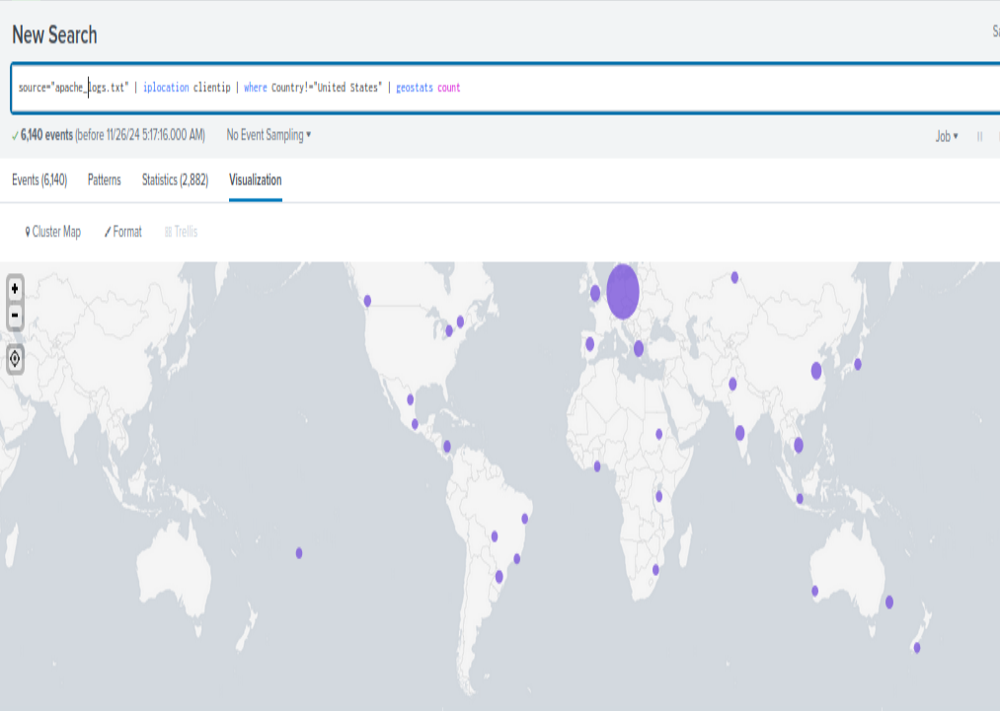 New Search
source="apache_logs.txt" | iplocation clientip | where Country!="United States" | geostats count
✓ 6,140 events (before 11/26/24 5:17:16.000 AM) No Event Sampling ▾ Job ▾
Events (6,140) Patterns Statistics (2,882) Visualization
Cluster Map Format Trellis
+
-